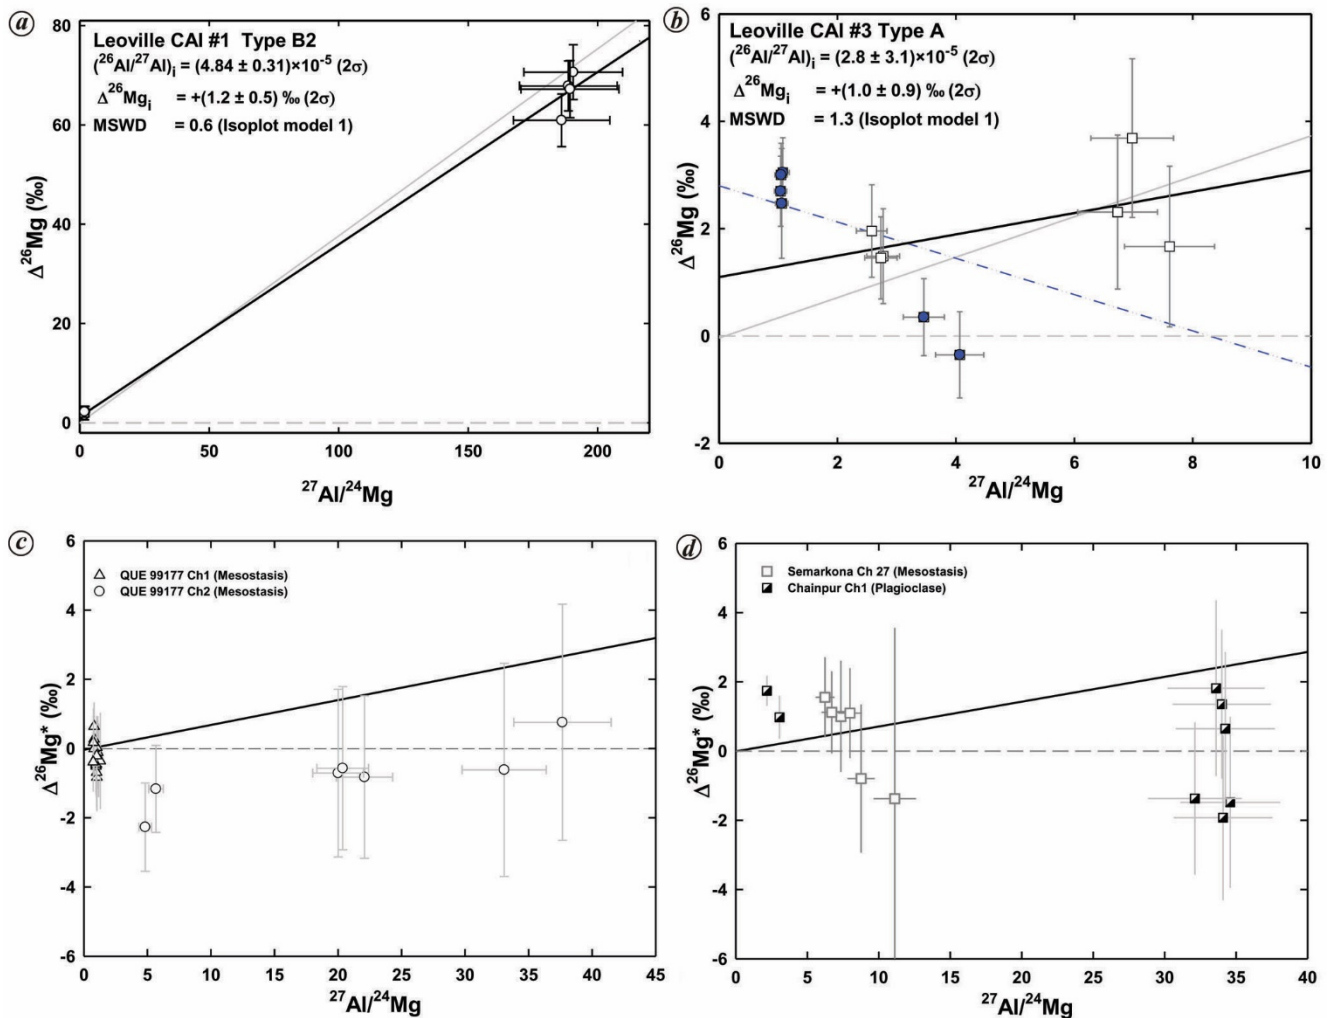 a
Leoville CAI #1 Type B2
(²⁶Al/²⁷Al)ᵢ = (4.84 ± 0.31)×10⁻⁵ (2σ)
Δ²⁶Mgᵢ = +(1.2 ± 0.5) ‰ (2σ)
MSWD = 0.6 (Isoplot model 1)
80
60
40
20
0
Δ²⁶Mg (‰)
0 50 100 150 200
²⁷Al/²⁴Mg
b
Leoville CAI #3 Type A
(²⁶Al/²⁷Al)ᵢ = (2.8 ± 3.1)×10⁻⁵ (2σ)
Δ²⁶Mgᵢ = +(1.0 ± 0.9) ‰ (2σ)
MSWD = 1.3 (Isoplot model 1)
6
4
2
0
-2
Δ²⁶Mg (‰)
0 2 4 6 8 10
²⁷Al/²⁴Mg
c
QUE 99177 Ch1 (Mesostasis)
QUE 99177 Ch2 (Mesostasis)
6
4
2
0
-2
-4
-6
Δ²⁶Mg* (‰)
0 5 10 15 20 25 30 35 40 45
²⁷Al/²⁴Mg
d
Semarkona Ch 27 (Mesostasis)
Chainpur Ch1 (Plagioclase)
6
4
2
0
-2
-4
-6
Δ²⁶Mg* (‰)
0 5 10 15 20 25 30 35 40
²⁷Al/²⁴Mg